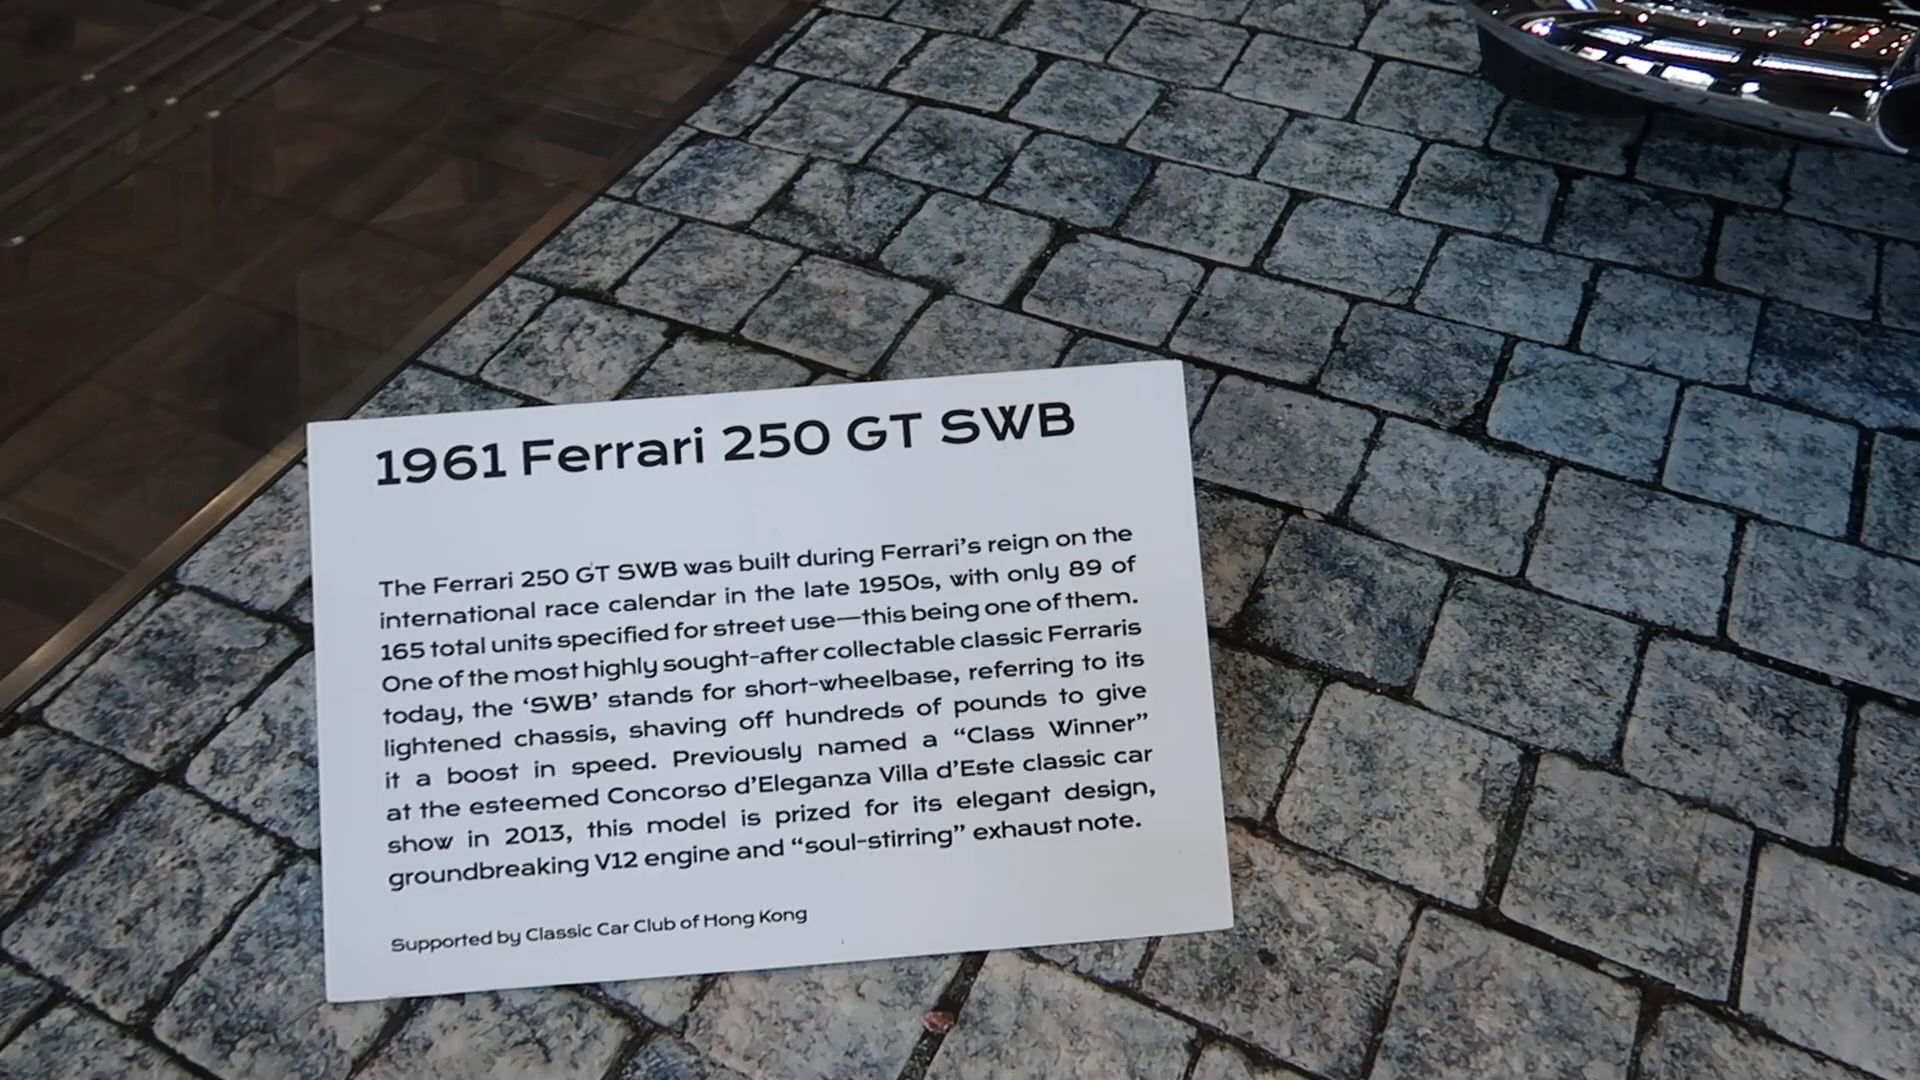 1961 Ferrari 250 GT SWB
The Ferrari 250 GT SWB was built during Ferrari's reign on the
international race calendar in the late 1950s, with only 89 of
165 total units specified for street use—this being one of them.
One of the most highly sought-after collectable classic Ferraris
today, the ‘SWB’ stands for short-wheelbase, referring to its
lightened chassis, shaving off hundreds of pounds to give
it a boost in speed. Previously named a “Class Winner”
at the esteemed Concorso d’Eleganza Villa d’Este classic car
show in 2013, this model is prized for its elegant design,
groundbreaking V12 engine and “soul-stirring” exhaust note.
Supported by Classic Car Club of Hong Kong